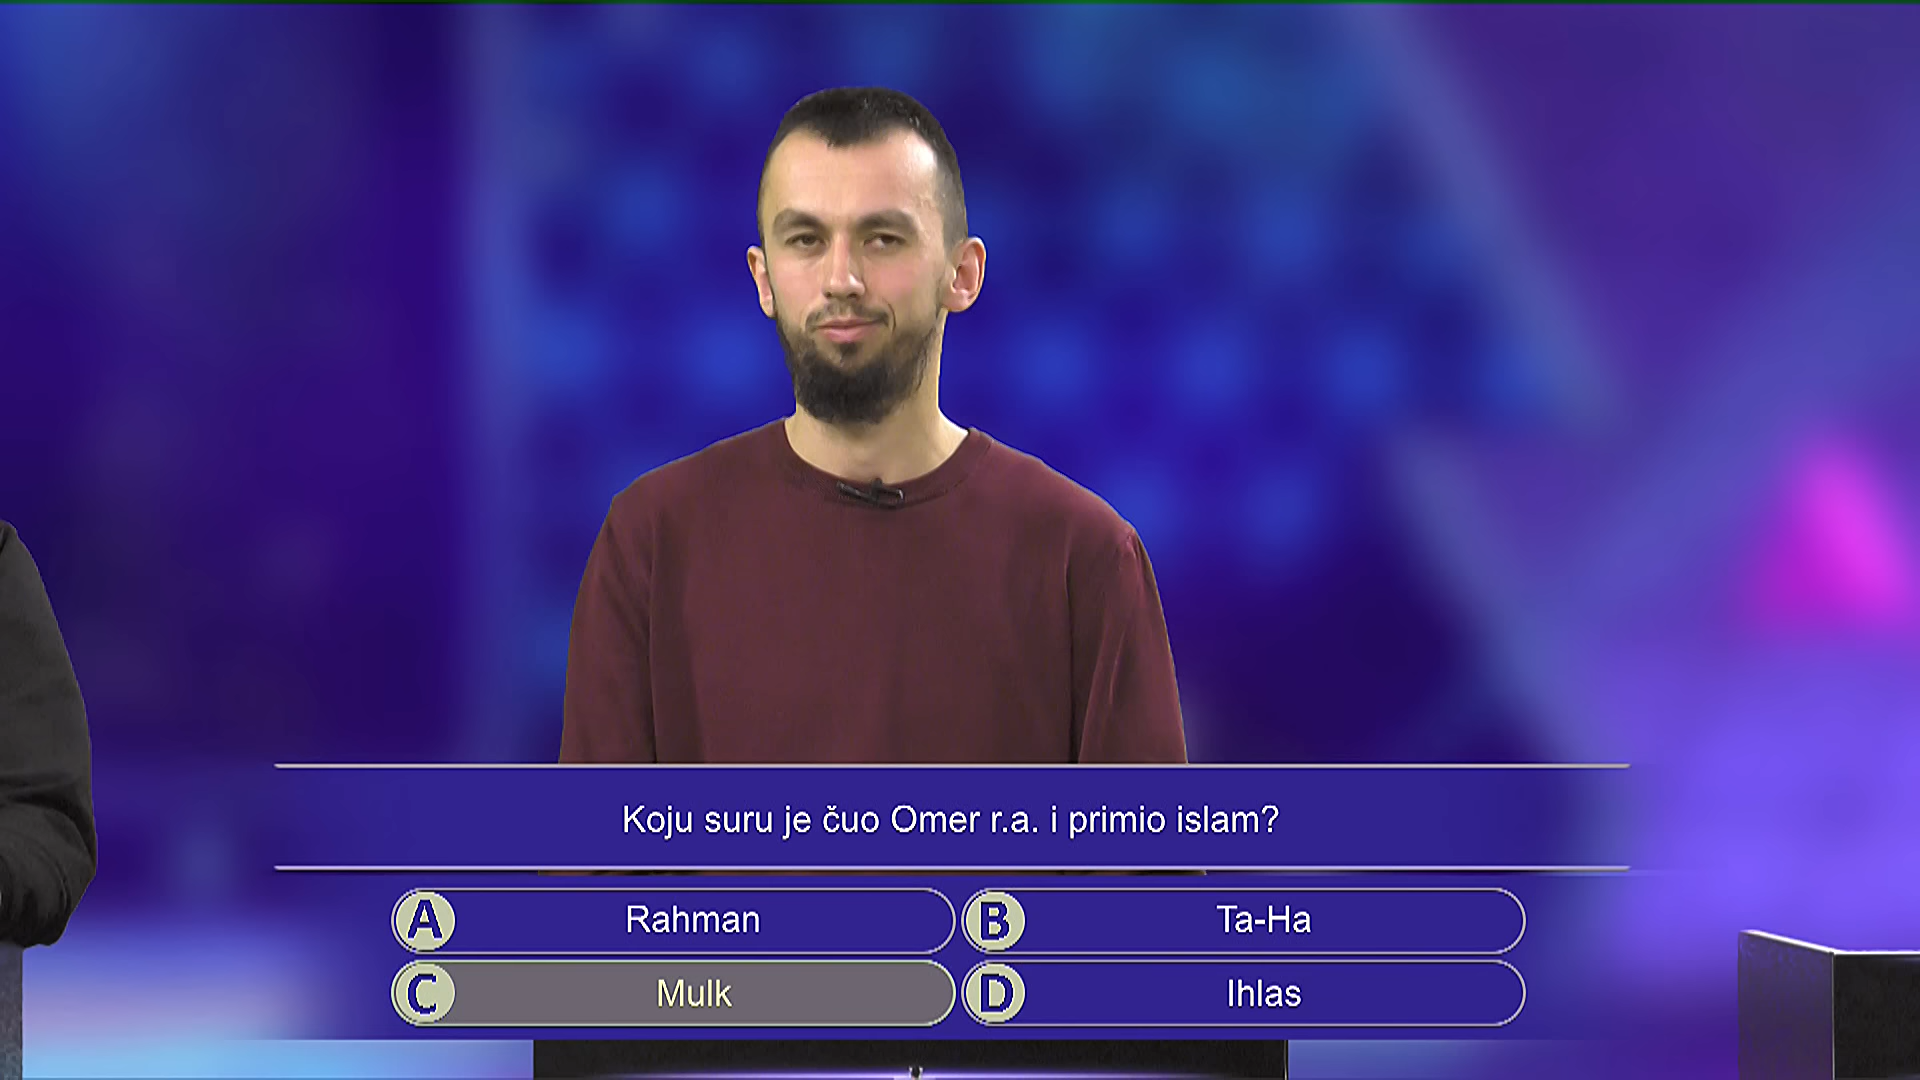 Koju suru je čuo Omer r.a. i primio islam?
A Rahman
B Ta-Ha
C Mulk
D Ihlas